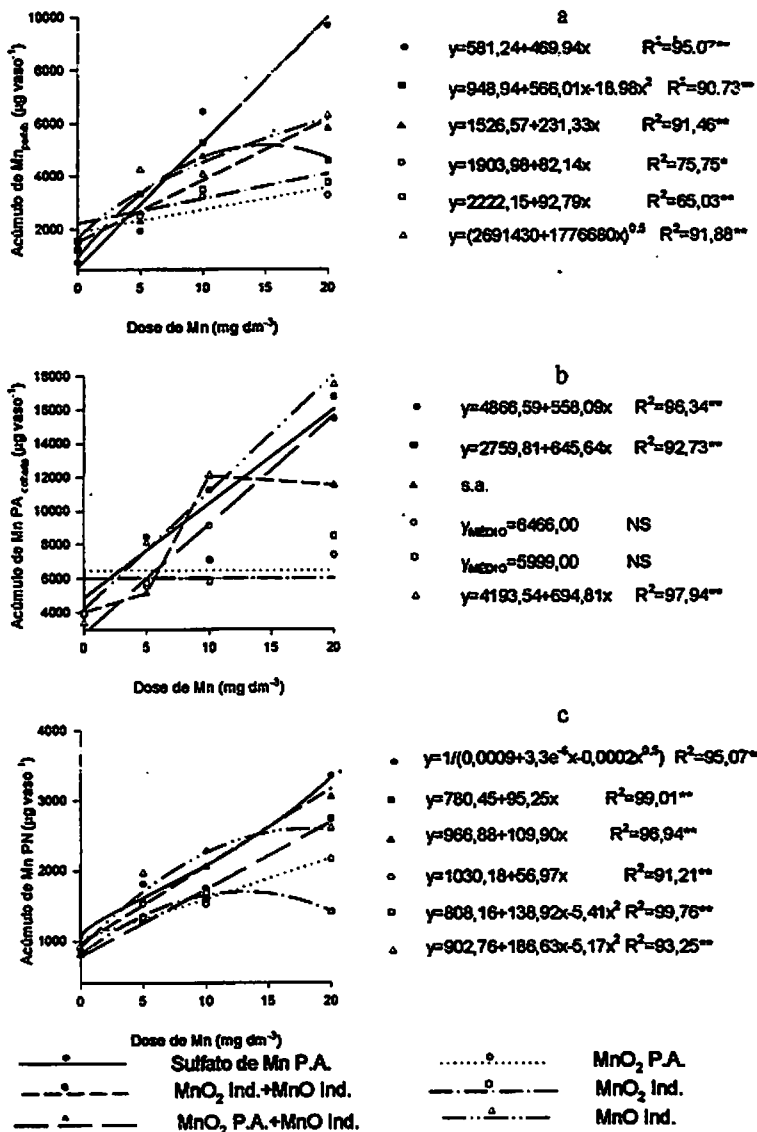 a
10000
8000
6000
4000
2000
0 5 10 15 20
Acúmulo de Mn (µg vaso⁻¹)
Dose de Mn (mg dm⁻³)
y=581,24+469,94x R²=95.07**
y=948,94+566,01x-18.98x² R²=90.73**
y=1526,57+231,33x R²=91,46**
y=1903,98+82,14x R²=75,75*
y=2222,15+92,79x R²=65,03**
y=(2691430+1776680x)^0,5 R²=91,88**
b
18000
16000
14000
12000
10000
8000
6000
4000
0 5 10 15 20
Acúmulo de Mn PA (µg vaso⁻¹)
Dose de Mn (mg dm⁻³)
y=4866,59+558,09x R²=96,34**
y=2759,81+645,64x R²=92,73**
s.a.
yMÉDIO=6466,00 NS
yMÉDIO=5999,00 NS
y=4193,54+694,81x R²=97,94**
c
4000
3000
2000
1000
0 5 10 15 20
Acúmulo de Mn PN (µg vaso⁻¹)
Dose de Mn (mg dm⁻³)
y=1/(0,0009+3,3e⁻⁶x-0,0002x^0,5) R²=95,07*
y=780,45+95,25x R²=99,01**
y=966,88+109,90x R²=96,94**
y=1030,18+56,97x R²=91,21**
y=808,16+138,92x-5,41x² R²=99,76**
y=902,76+186,63x-5,17x² R²=93,25**
Sulfato de Mn P.A.
MnO₂ Ind.+MnO Ind.
MnO₂ P.A.+MnO Ind.
MnO₂ P.A.
MnO₂ Ind.
MnO Ind.